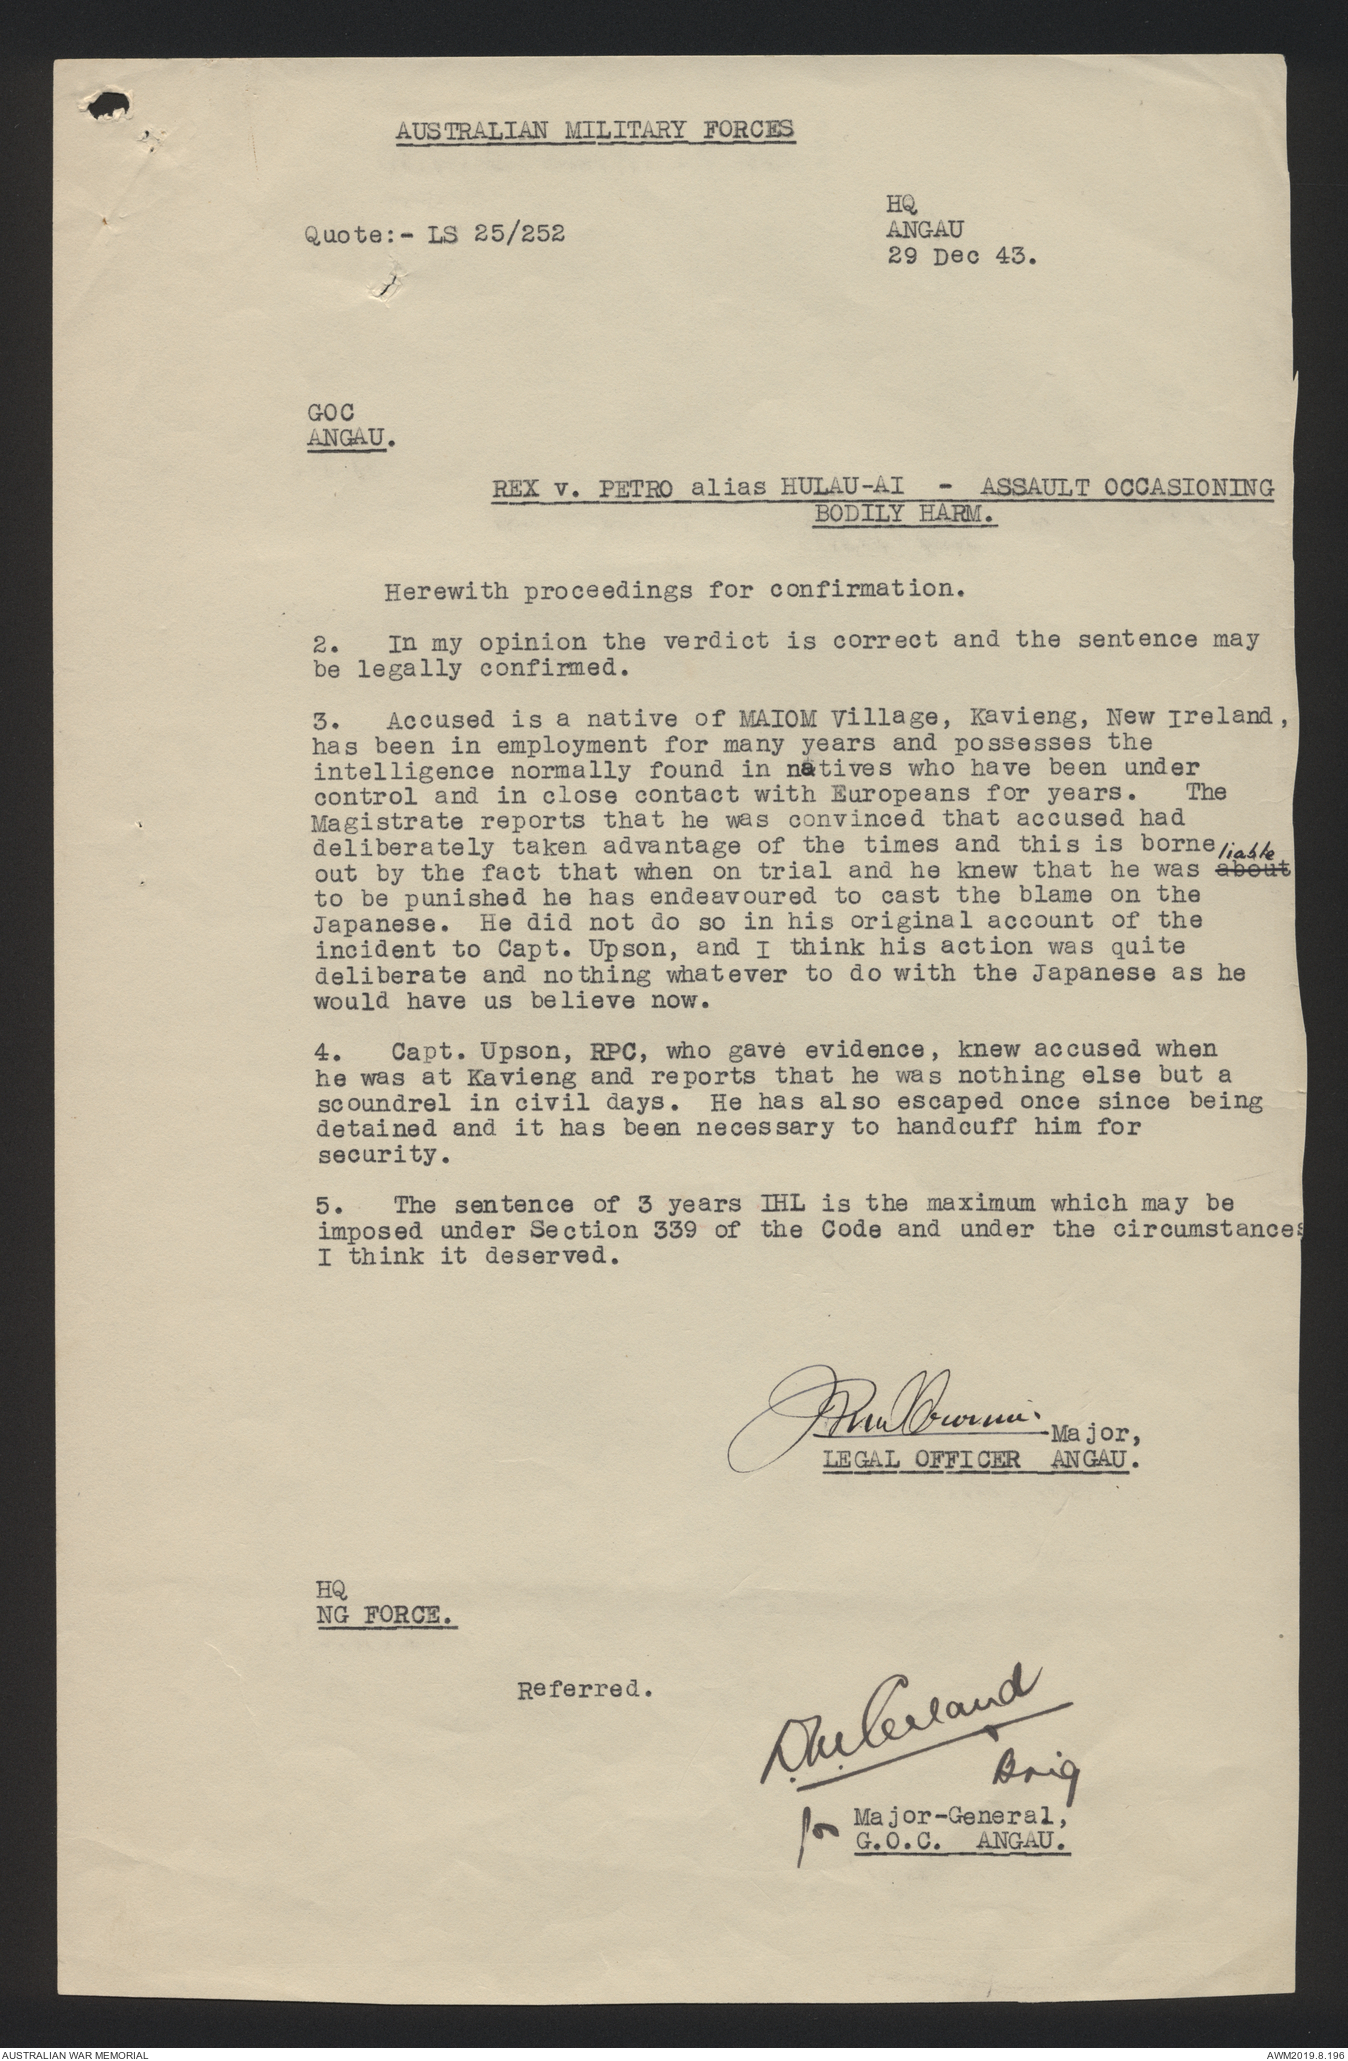 AUSTRALIAN MILITARY FORCES
HQ
Quote:- LS 25/252
ANGAU
29 Dec 43.
GOC
ANGAU.
REX v. PETRO alias HULAU-AI - ASSAULT OCCASIONING
BODILY HARM.
Herewith proceedings for confirmation.
2. In my opinion the verdict is correct and the sentence may
be legally confirmed.
3. Accused is a native of MAIOM Village, Kavieng, New Ireland,
has been in employment for many years and possesses the
intelligence normally found in natives who have been under
control and in close contact with Europeans for years. The
Magistrate reports that he was convinced that accused had
deliberately taken advantage of the times and this is borne
liable
out by the fact that when on trial and he knew that he was about
to be punished he has endeavoured to cast the blame on the
Japanese. He did not do so in his original account of the
incident to Capt. Upson, and I think his action was quite
deliberate and nothing whatever to do with the Japanese as he
would have us believe now.
4. Capt. Upson, RPC, who gave evidence, knew accused when
he was at Kavieng and reports that he was nothing else but a
scoundrel in civil days. He has also escaped once since being
detained and it has been necessary to handcuff him for
security.
5. The sentence of 3 years IHL is the maximum which may be
imposed under Section 339 of the Code and under the circumstances
I think it deserved.
Major,
LEGAL OFFICER ANGAU.
HQ
NG FORCE.
Referred.
D.M. Cleland
Brig
for Major-General,
G.O.C. ANGAU.
AUSTRALIAN WAR MEMORIAL
AWM2019.8.196